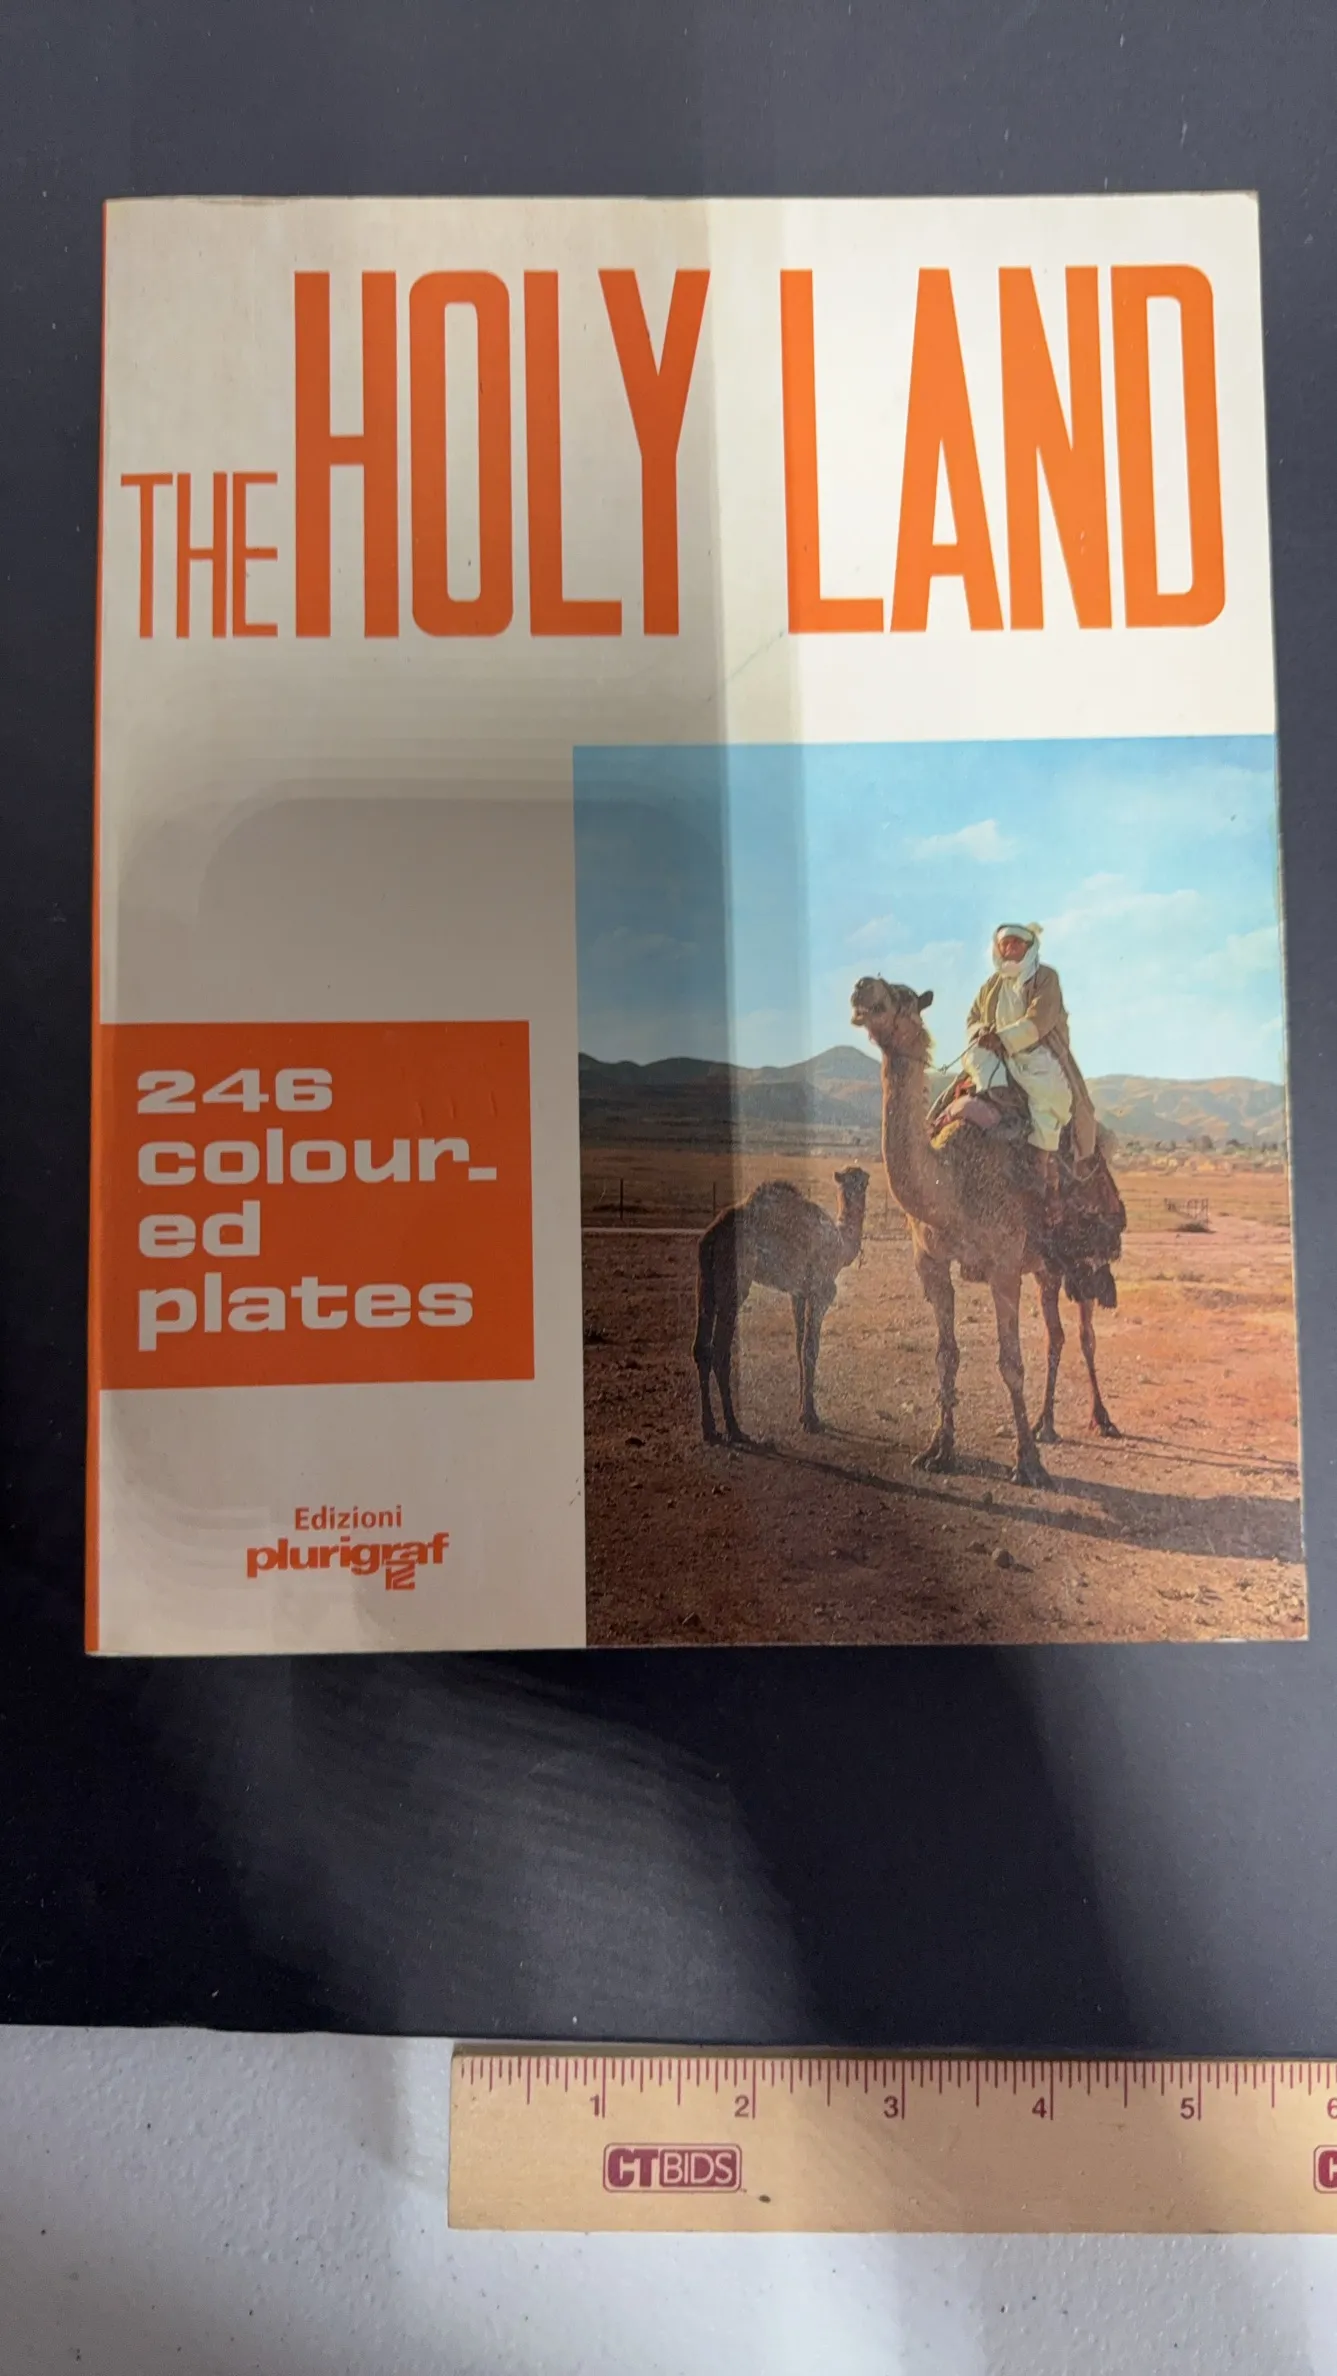 THE HOLY LAND
246
colour-
ed
plates
Edizioni
plurigraf
1 2 3 4 5 6
CTBIDS